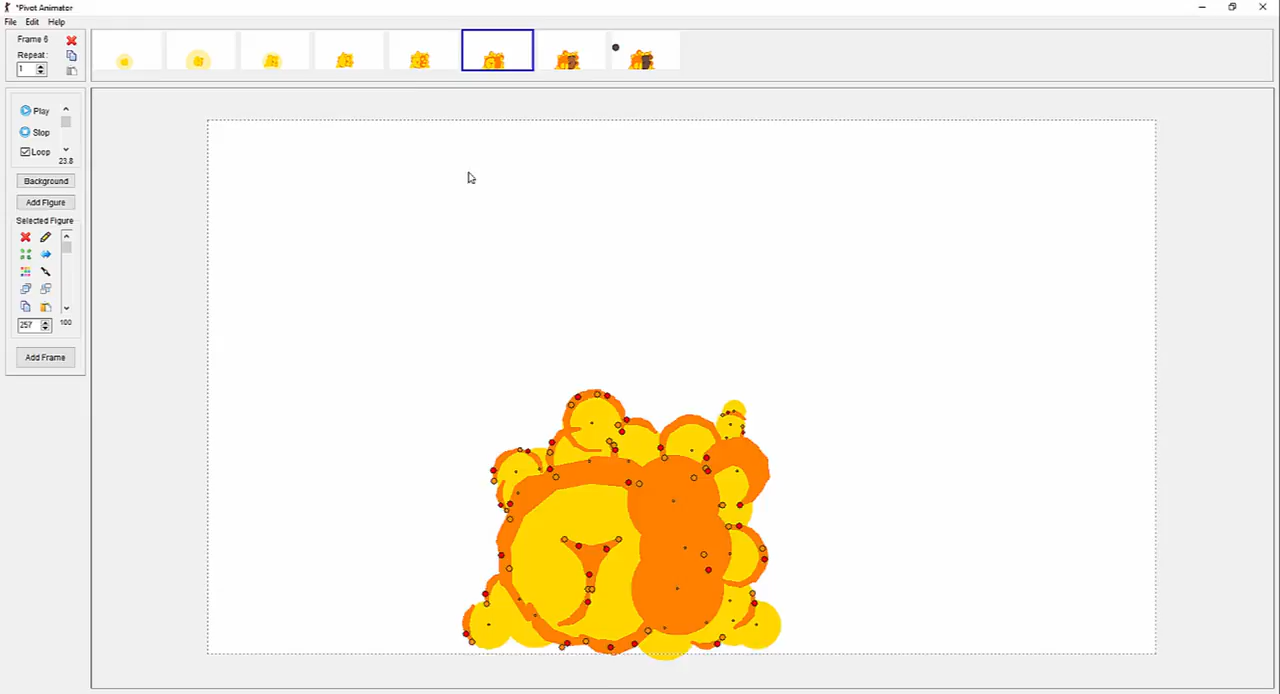 *Pivot Animator
File Edit Help
Frame 6
Repeat:
1
Play
Stop
Loop
23.8
Background
Add Figure
Selected Figure
257
100
Add Frame